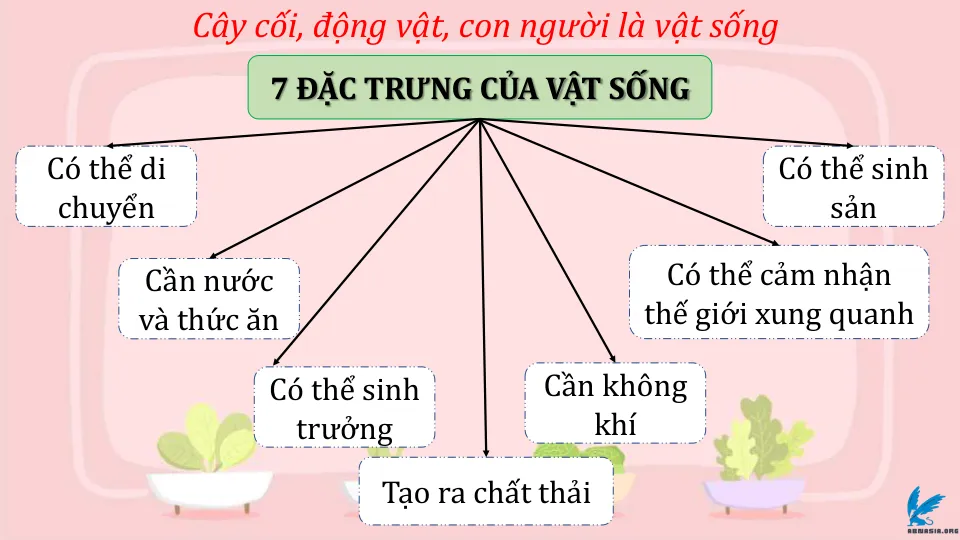 Cây cối, động vật, con người là vật sống
7 ĐẶC TRƯNG CỦA VẬT SỐNG
Có thể di
chuyển
Cần nước
và thức ăn
Có thể sinh
trưởng
Tạo ra chất thải
Cần không
khí
Có thể cảm nhận
thế giới xung quanh
Có thể sinh
sản
ABMASIA.ORG